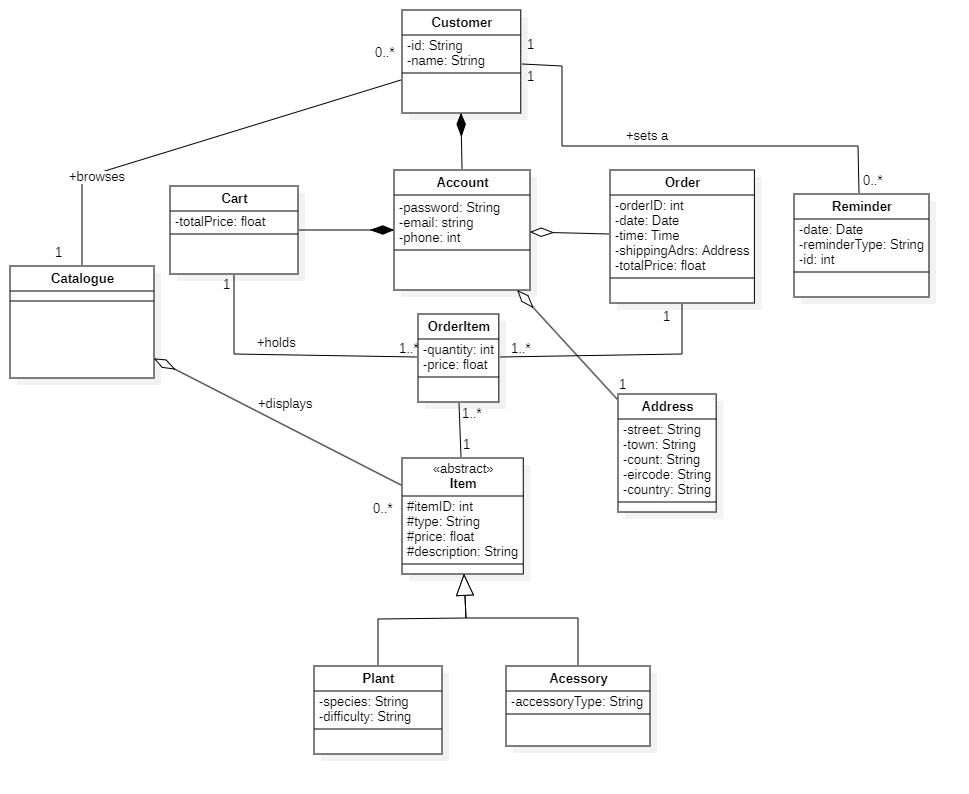 Customer
-id: String
-name: String
0..*
1
1
+sets a
0..*
+browses
1
Cart
-totalPrice: float
1
Account
-password: String
-email: string
-phone: int
Order
-orderID: int
-date: Date
-time: Time
-shippingAdrs: Address
-totalPrice: float
1
Reminder
-date: Date
-reminderType: String
-id: int
Catalogue
+holds
1..*
OrderItem
-quantity: int
-price: float
1..*
1..*
1
+displays
0..*
1
Address
-street: String
-town: String
-count: String
-eircode: String
-country: String
«abstract»
Item
#itemID: int
#type: String
#price: float
#description: String
Plant
-species: String
-difficulty: String
Acessory
-accessoryType: String